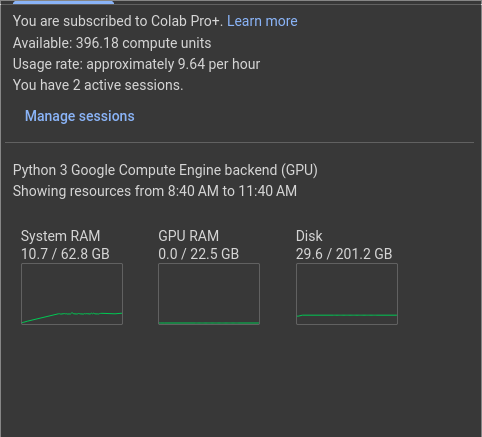 You are subscribed to Colab Pro+. Learn more
Available: 396.18 compute units
Usage rate: approximately 9.64 per hour
You have 2 active sessions.
Manage sessions
Python 3 Google Compute Engine backend (GPU)
Showing resources from 8:40 AM to 11:40 AM
System RAM
10.7 / 62.8 GB
GPU RAM
0.0 / 22.5 GB
Disk
29.6 / 201.2 GB